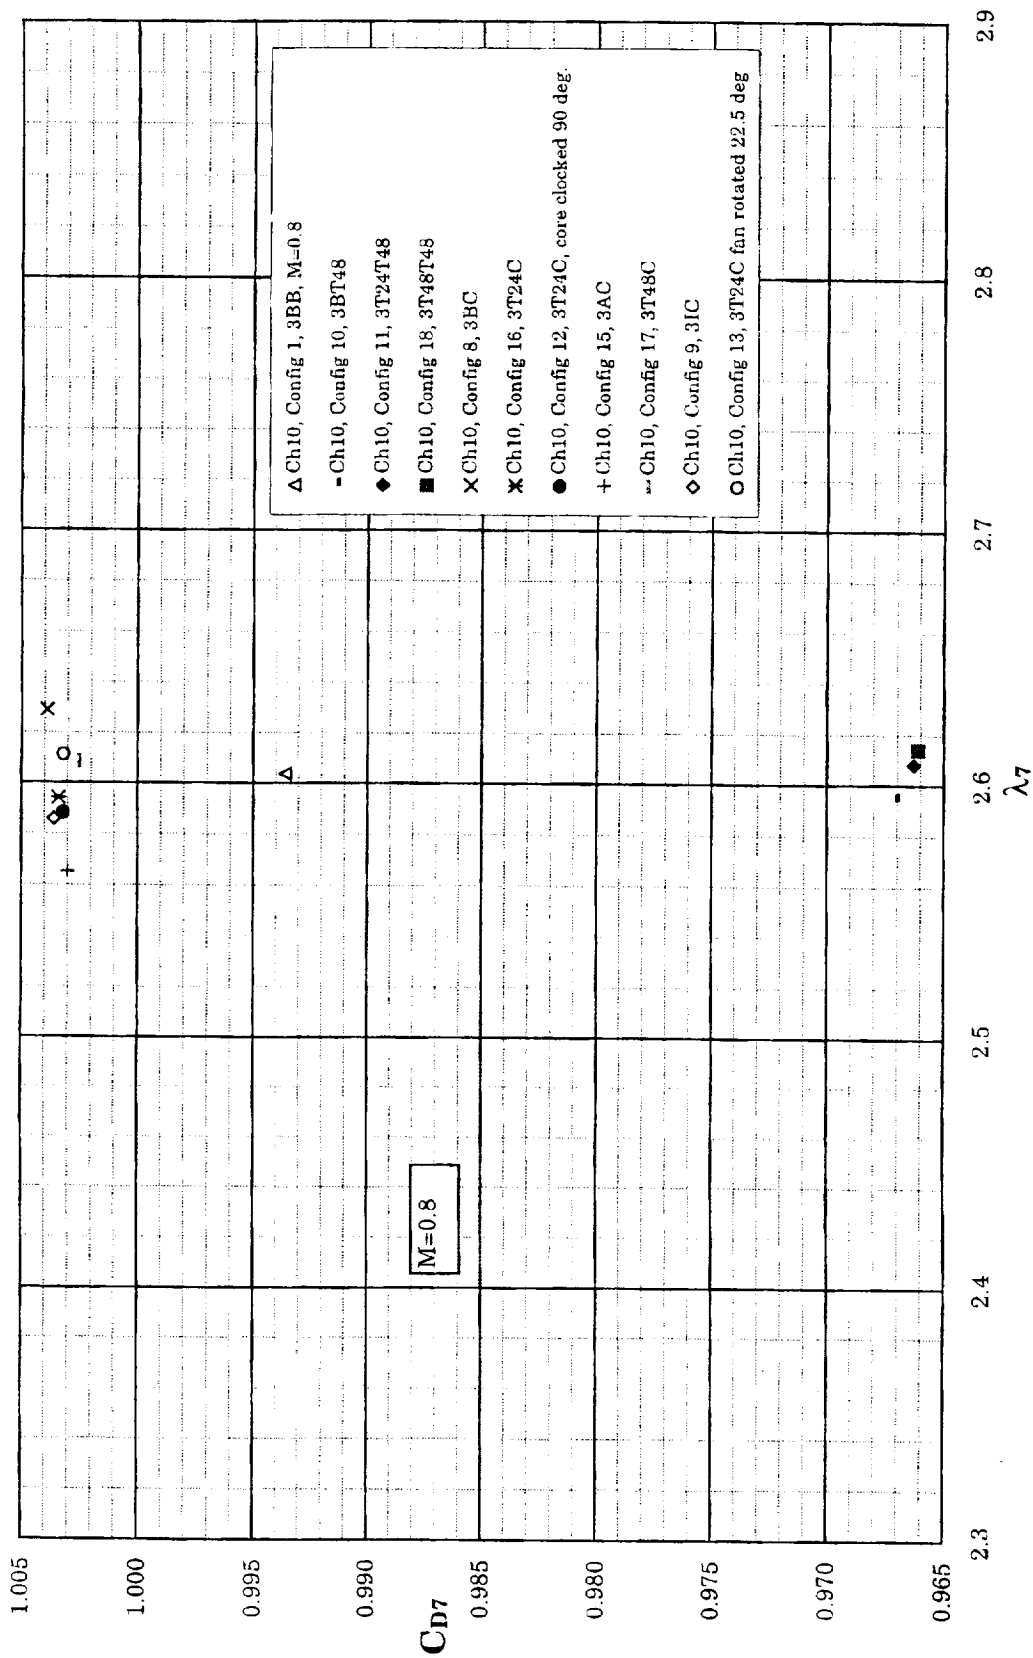 1.005
1.000
0.995
0.990
0.985
0.980
0.975
0.970
0.965
C_D7
2.3
2.4
2.5
2.6
2.7
2.8
2.9
λ7
M=0.8
Ch10, Config 1, 3BB, M=0.8
Ch10, Config 10, 3BT48
Ch10, Config 11, 3T24T48
Ch10, Config 18, 3T48T48
Ch10, Config 8, 3BC
Ch10, Config 16, 3T24C
Ch10, Config 12, 3T24C, core clocked 90 deg.
Ch10, Config 15, 3AC
Ch10, Config 17, 3T48C
Ch10, Config 9, 3IC
Ch10, Config 13, 3T24C fan rotated 22.5 deg